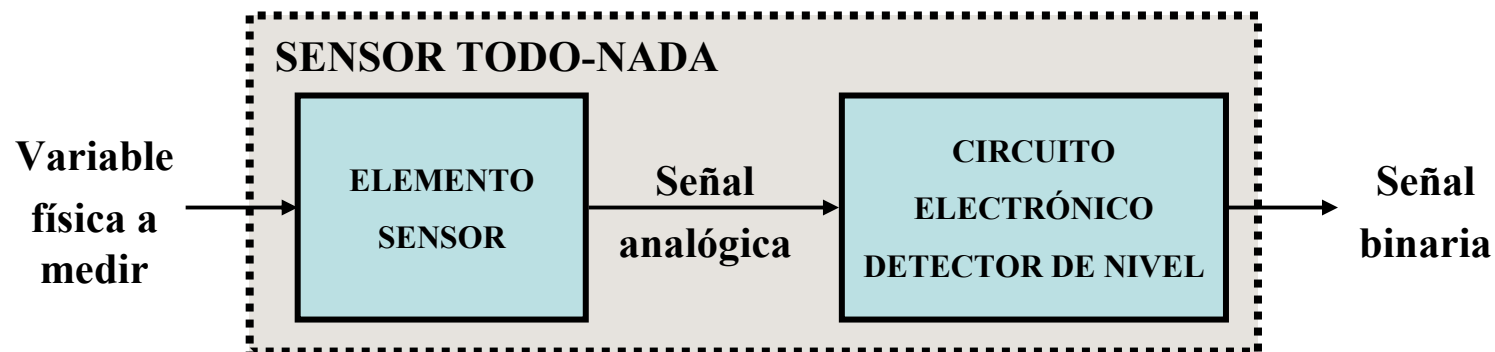 SENSOR TODO-NADA
Variable
física a
medir
ELEMENTO
SENSOR
Señal
analógica
CIRCUITO
ELECTRÓNICO
DETECTOR DE NIVEL
Señal
binaria